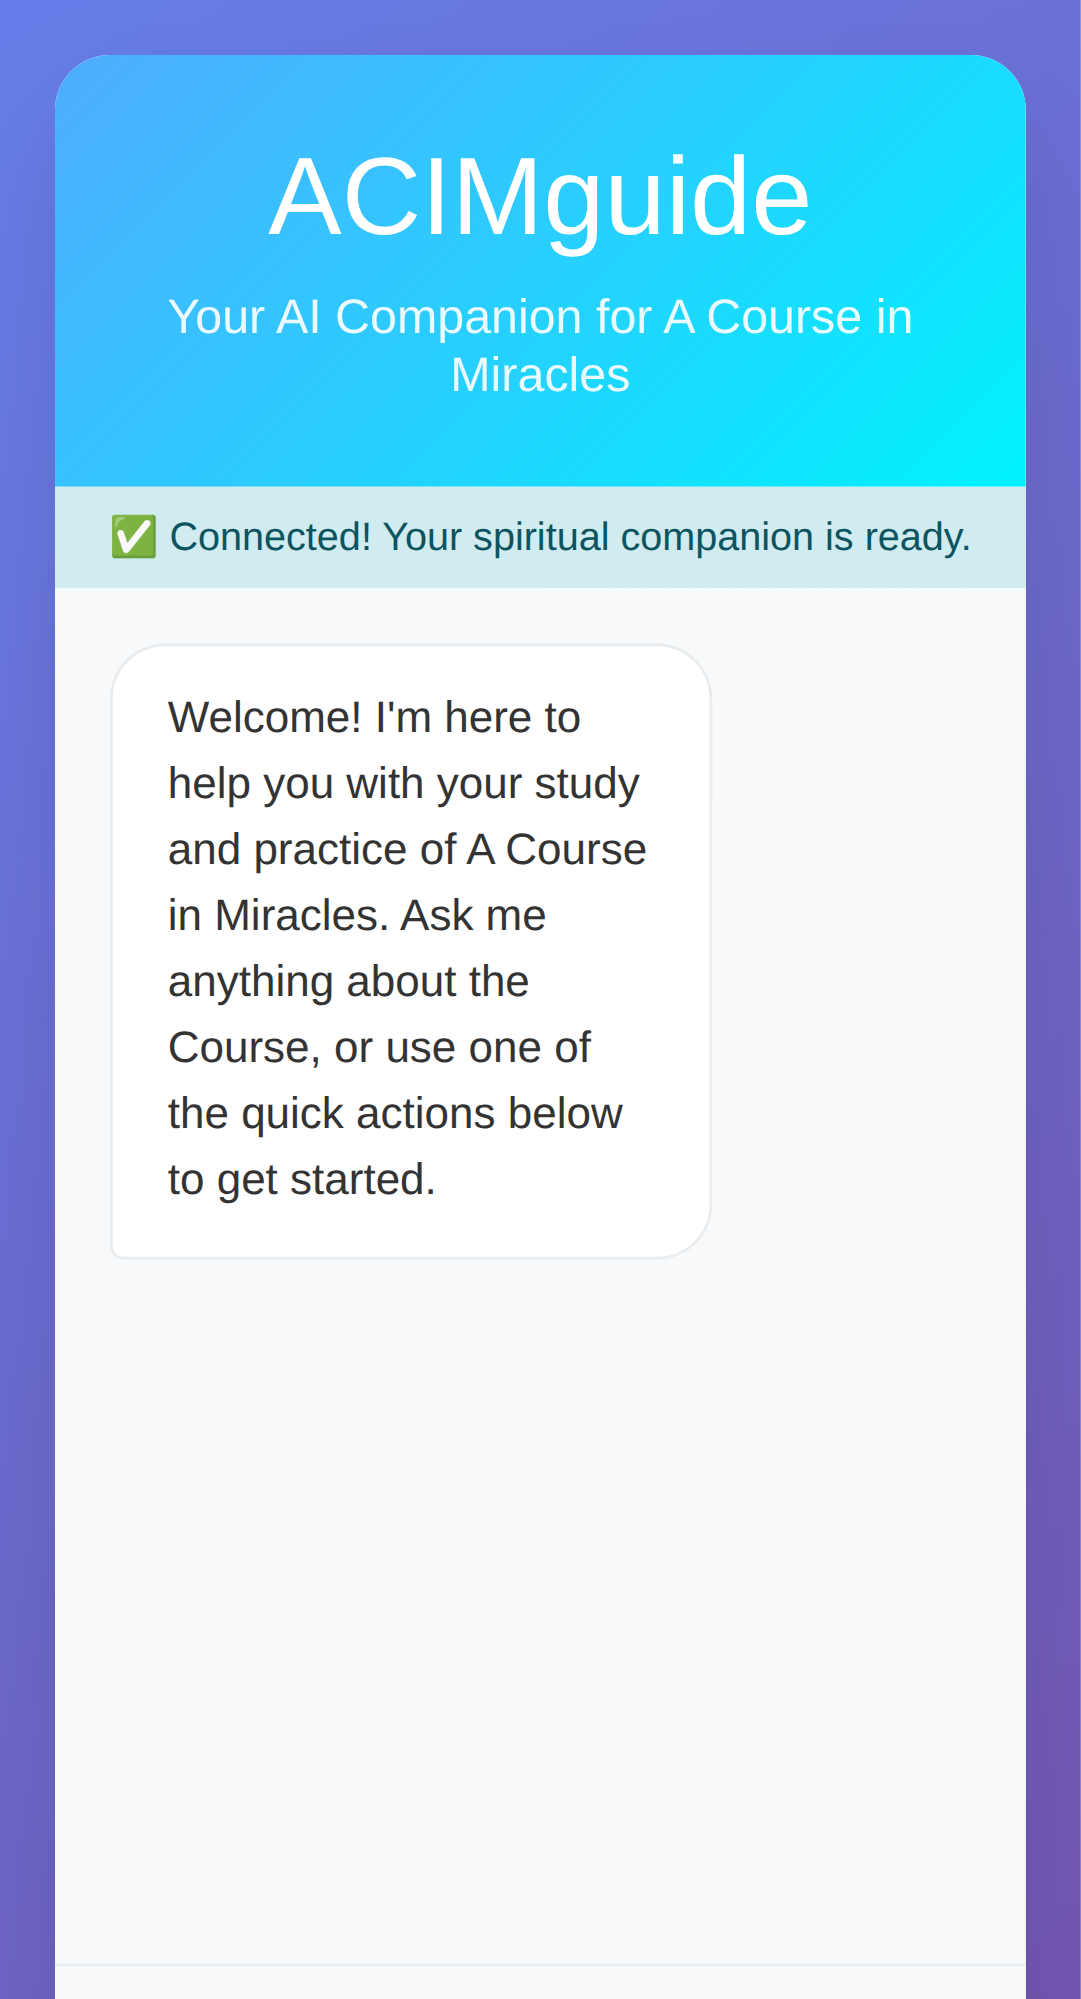 ACIMguide
Your AI Companion for A Course in
Miracles
✅ Connected! Your spiritual companion is ready.
Welcome! I'm here to
help you with your study
and practice of A Course
in Miracles. Ask me
anything about the
Course, or use one of
the quick actions below
to get started.